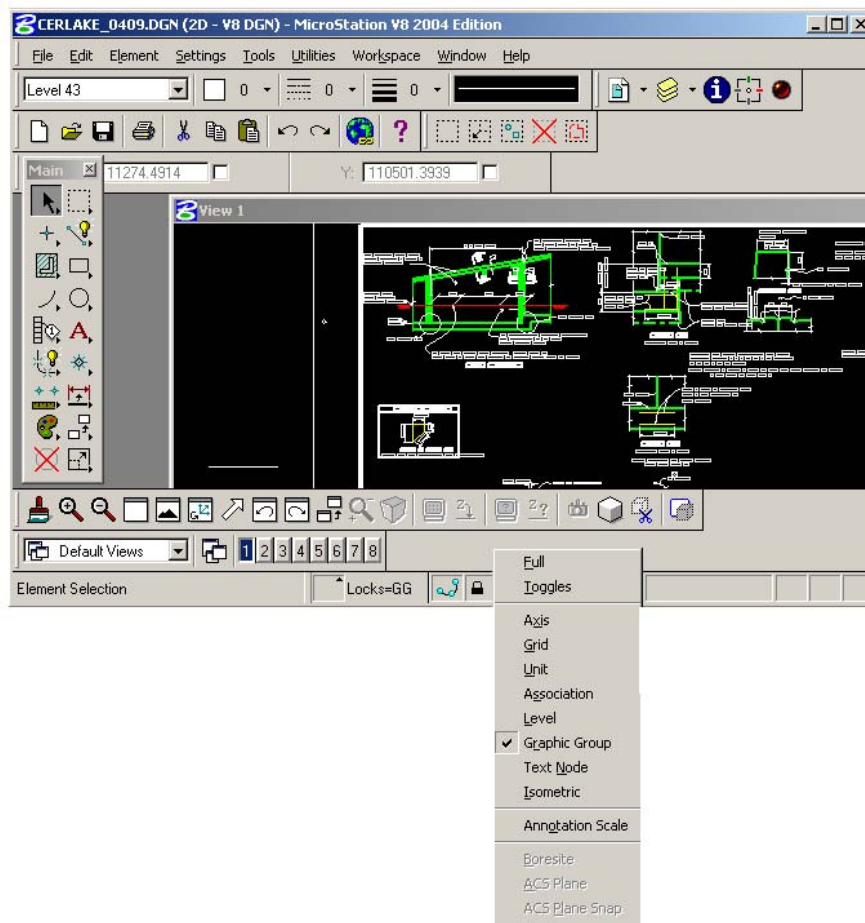 CERLAKE_0409.DGN (2D - V8 DGN) - MicroStation V8 2004 Edition
File Edit Element Settings Tools Utilities Workspace Window Help
Level 43 0 0 0
Main 11274.4914 Y: 110501.3939
View 1
Default Views 1 2 3 4 5 6 7 8
Element Selection Locks=GG
Full
Toggles
Axis
Grid
Unit
Association
Level
Graphic Group
Text Node
Isometric
Annotation Scale
Boresite
ACS Plane
ACS Plane Snap